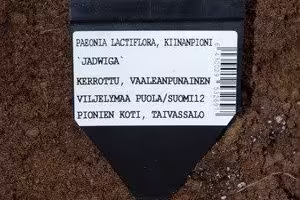 PAEONIA LACTIFLORA, KIINANPIONI
`JADWIGA`
KERROTTU, VAALEANPUNAINEN
VILJELYMAA PUOLA/SUOMI12
PIONIEN KOTI, TAIVASSALO